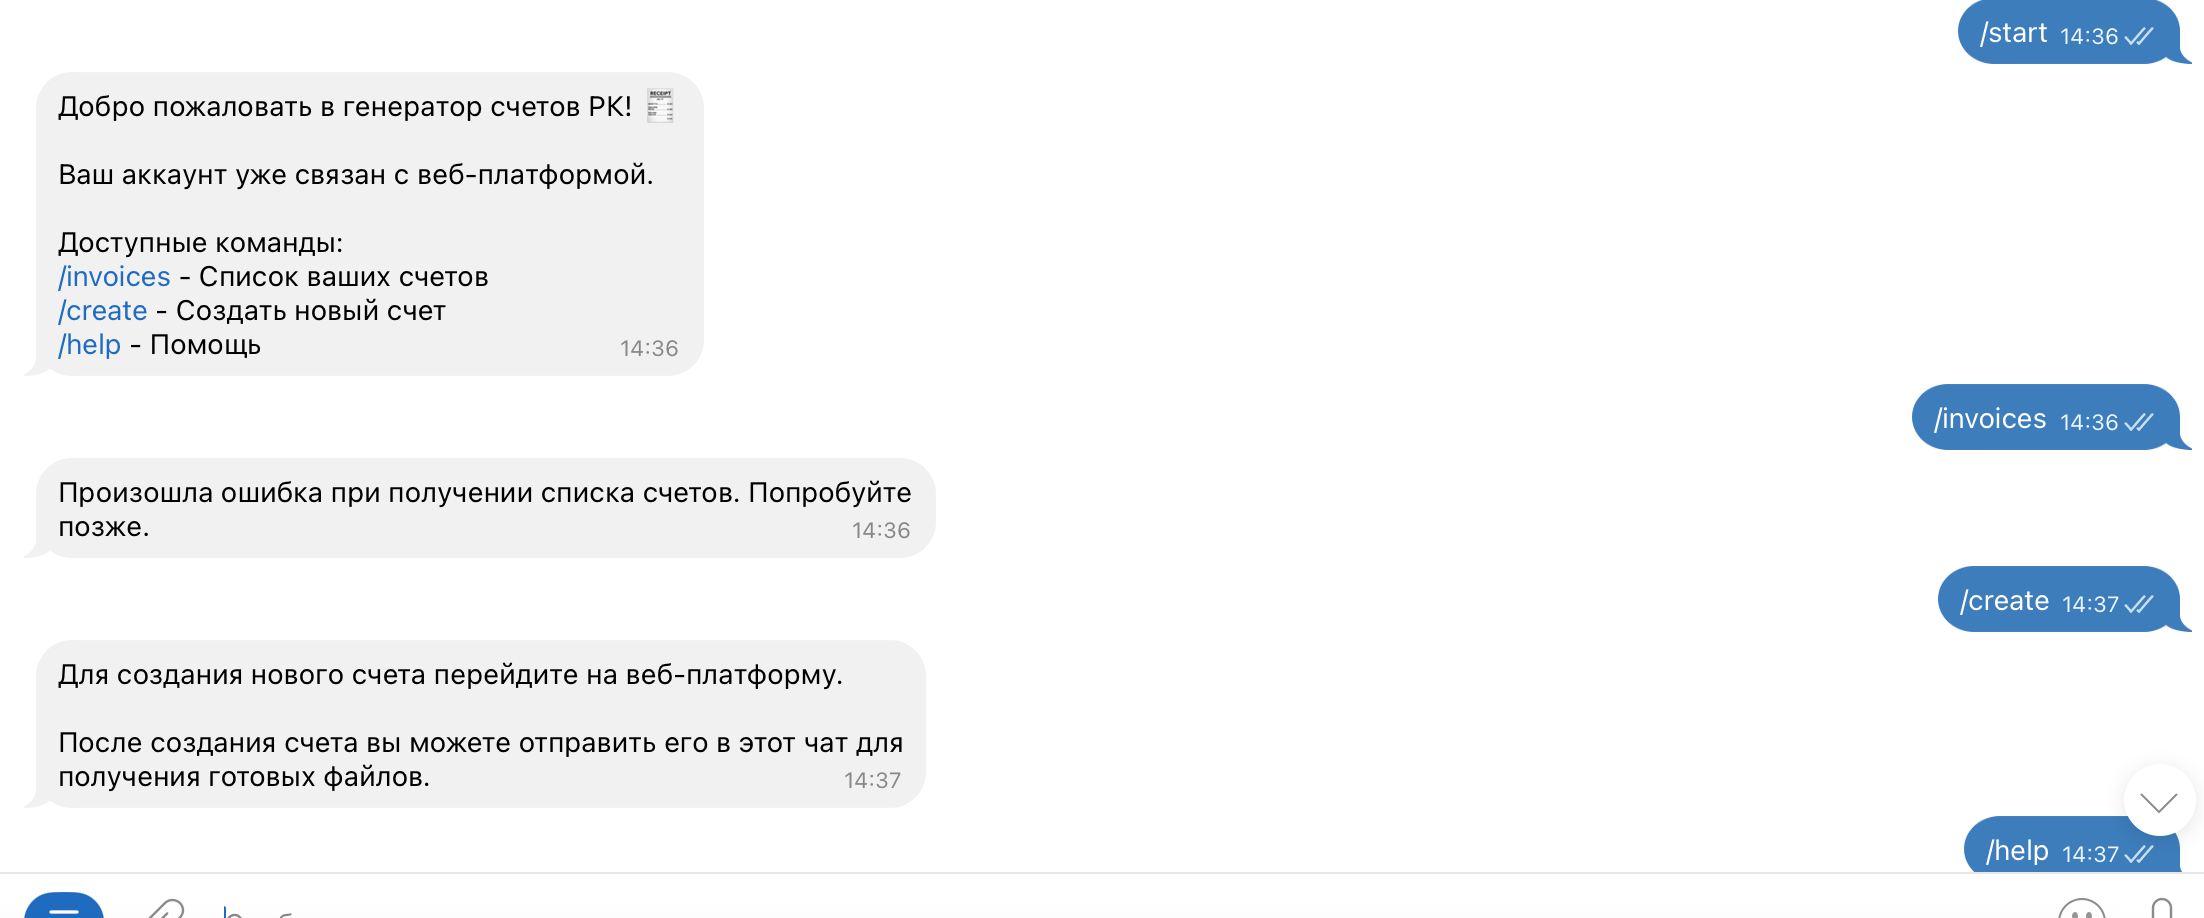 /start 14:36
Добро пожаловать в генератор счетов РК!
Ваш аккаунт уже связан с веб-платформой.
Доступные команды:
/invoices - Список ваших счетов
/create - Создать новый счет
/help - Помощь 14:36
/invoices 14:36
Произошла ошибка при получении списка счетов. Попробуйте
позже. 14:36
/create 14:37
Для создания нового счета перейдите на веб-платформу.
После создания счета вы можете отправить его в этот чат для
получения готовых файлов. 14:37
/help 14:37